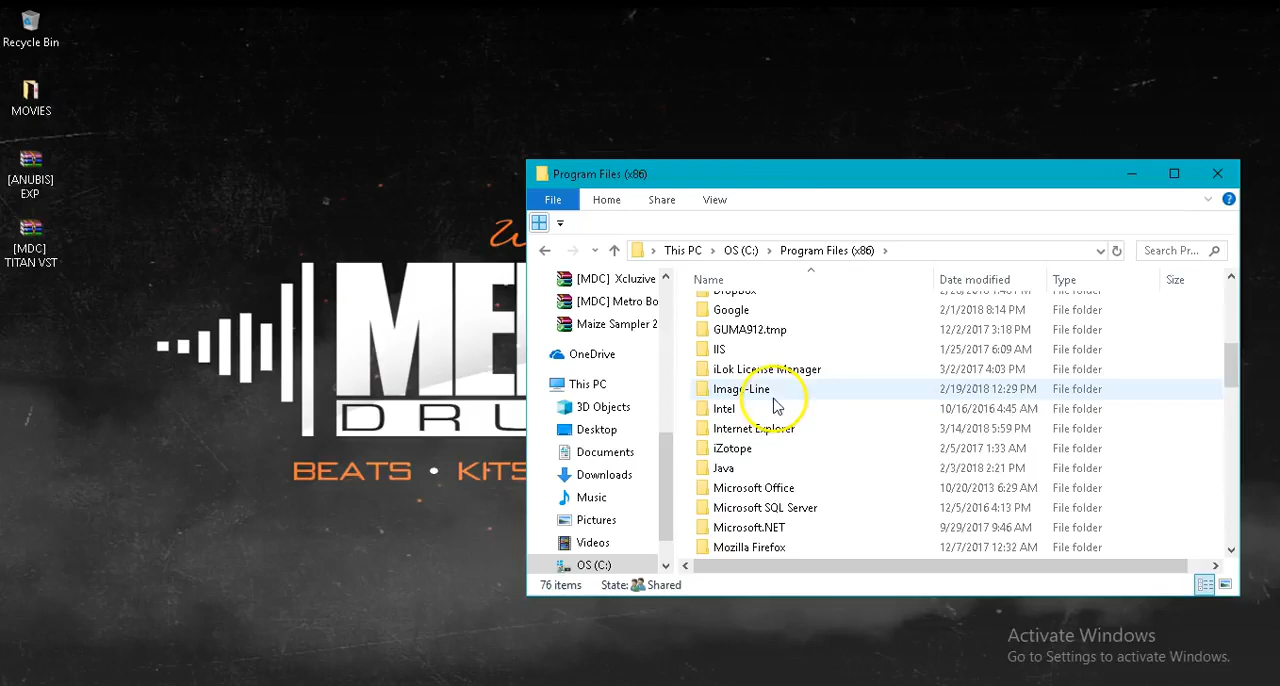 Recycle Bin
MOVIES
[ANUBIS]
EXP
[MDC]
TITAN VST
W
ME
DRU
BEATS • KITS
Program Files (x86)
File Home Share View
This PC > OS (C:) > Program Files (x86) >
Search Pr...
[MDC] Xcluzive
[MDC] Metro Bo
Maize Sampler 2
OneDrive
This PC
3D Objects
Desktop
Documents
Downloads
Music
Pictures
Videos
OS (C:)
Name Date modified Type Size
Dropbox File folder
Google 2/1/2018 8:14 PM File folder
GUMA912.tmp 12/2/2017 3:18 PM File folder
IIS 1/25/2017 6:09 AM File folder
iLok License Manager 3/2/2017 4:03 PM File folder
Image-Line 2/19/2018 12:29 PM File folder
Intel 10/16/2016 4:45 AM File folder
Internet Explorer 3/14/2018 5:59 PM File folder
iZotope 2/5/2017 1:33 AM File folder
Java 2/3/2018 2:21 PM File folder
Microsoft Office 10/20/2013 6:29 AM File folder
Microsoft SQL Server 12/5/2016 4:13 PM File folder
Microsoft.NET 9/29/2017 9:46 AM File folder
Mozilla Firefox 12/7/2017 12:32 AM File folder
76 items State: Shared
Activate Windows
Go to Settings to activate Windows.